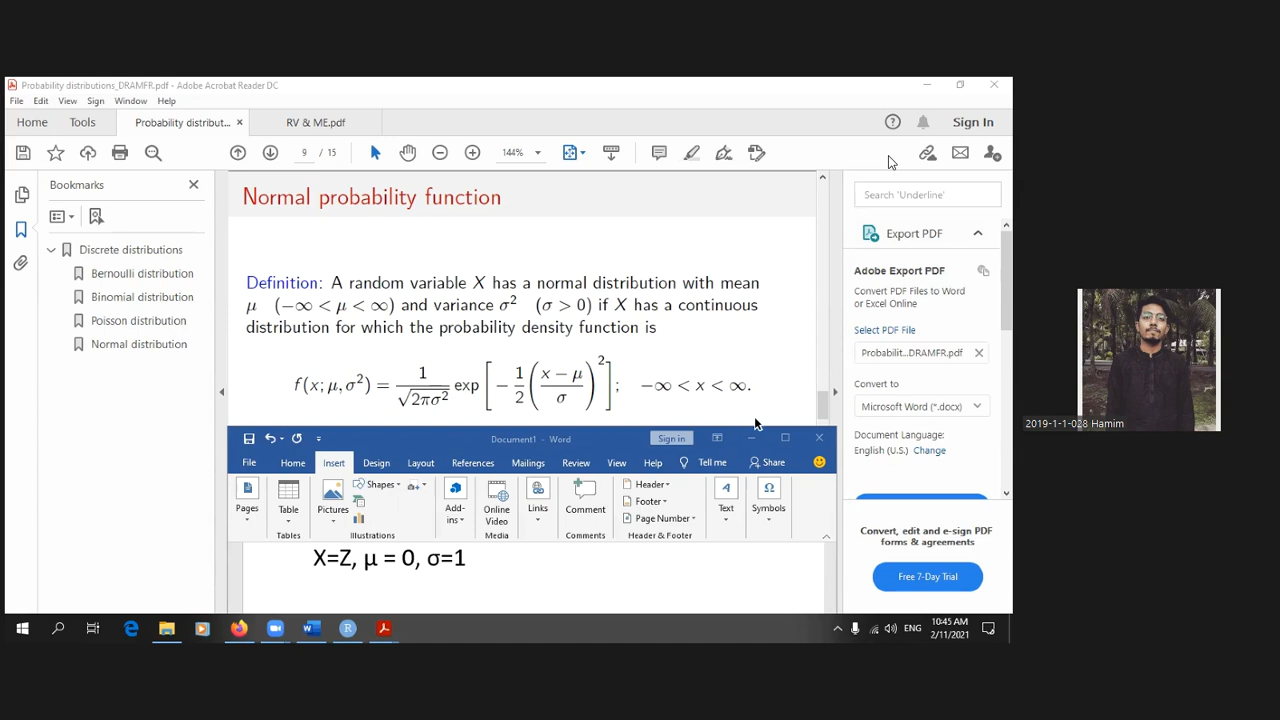 Probability distributions_DRAMFR.pdf - Adobe Acrobat Reader DC
File Edit View Sign Window Help
Home Tools Probability distribut... × RV & ME.pdf Sign In
9 / 15 144%
Bookmarks
Discrete distributions
Bernoulli distribution
Binomial distribution
Poisson distribution
Normal distribution
Normal probability function
Definition: A random variable X has a normal distribution with mean
μ (−∞ < μ < ∞) and variance σ² (σ > 0) if X has a continuous
distribution for which the probability density function is
f(x; μ, σ²) = 1/√2πσ² exp [ − 1/2 ( x − μ / σ )² ]; −∞ < x < ∞.
Search 'Underline'
Export PDF
Adobe Export PDF
Convert PDF Files to Word
or Excel Online
Select PDF File
Probabilit...DRAMFR.pdf ×
Convert to
Microsoft Word (*.docx)
Document Language:
English (U.S.) Change
Convert, edit and e-sign PDF
forms & agreements
Free 7-Day Trial
Document1 - Word Sign in
File Home Insert Design Layout References Mailings Review View Help Tell me Share
Pages Table Pictures Shapes Add-ins Online Video Links Comment Header Footer Page Number Text Symbols
Tables Illustrations Media Comments Header & Footer
X=Z, μ = 0, σ=1
ENG 10:45 AM
2/11/2021
2019-1-1-028 Hamim